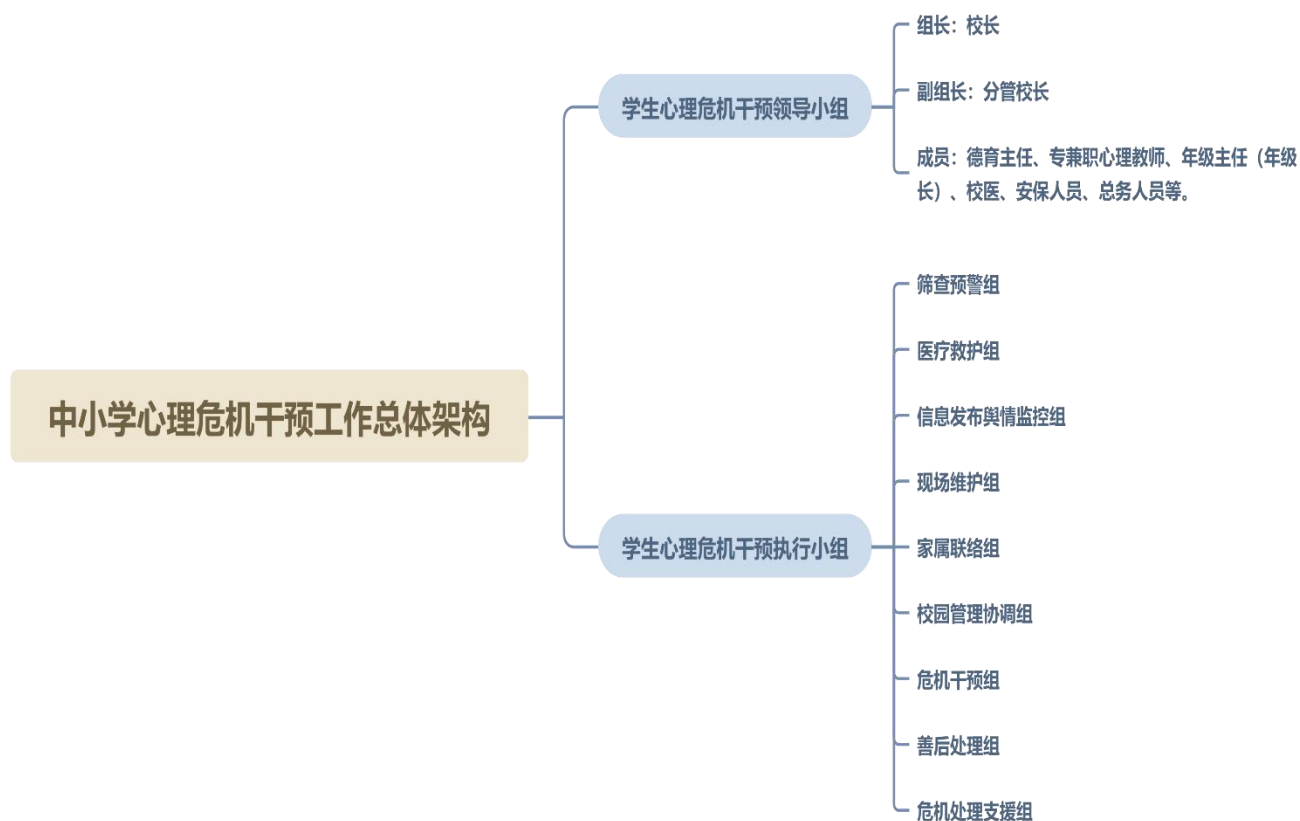 中小学心理危机干预工作总体架构
学生心理危机干预领导小组
组长：校长
副组长：分管校长
成员：德育主任、专兼职心理教师、年级主任（年级
长）、校医、安保人员、总务人员等。
学生心理危机干预执行小组
筛查预警组
医疗救护组
信息发布舆情监控组
现场维护组
家属联络组
校园管理协调组
危机干预组
善后处理组
危机处理支援组